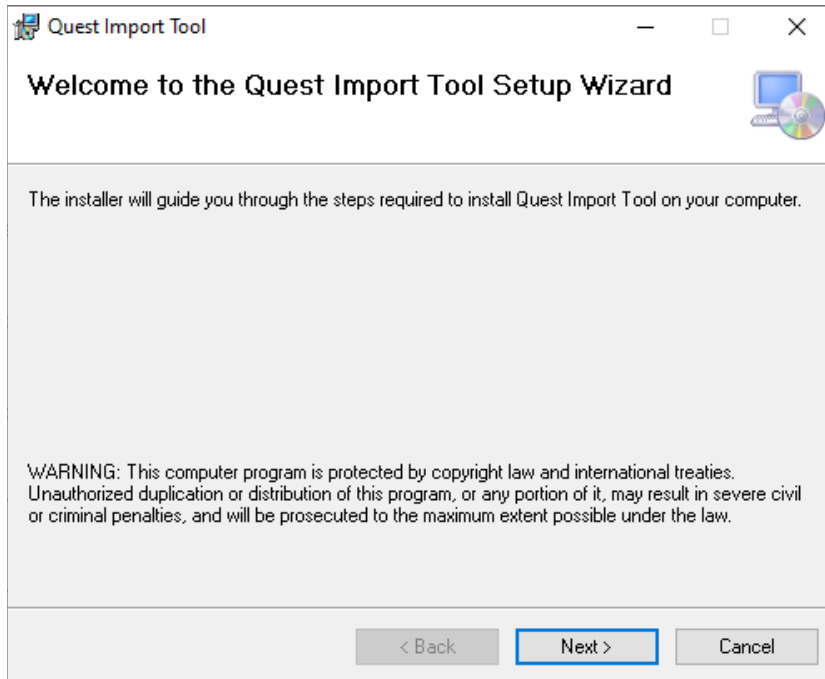 Quest Import Tool
Welcome to the Quest Import Tool Setup Wizard
The installer will guide you through the steps required to install Quest Import Tool on your computer.
WARNING: This computer program is protected by copyright law and international treaties.
Unauthorized duplication or distribution of this program, or any portion of it, may result in severe civil
or criminal penalties, and will be prosecuted to the maximum extent possible under the law.
< Back
Next >
Cancel